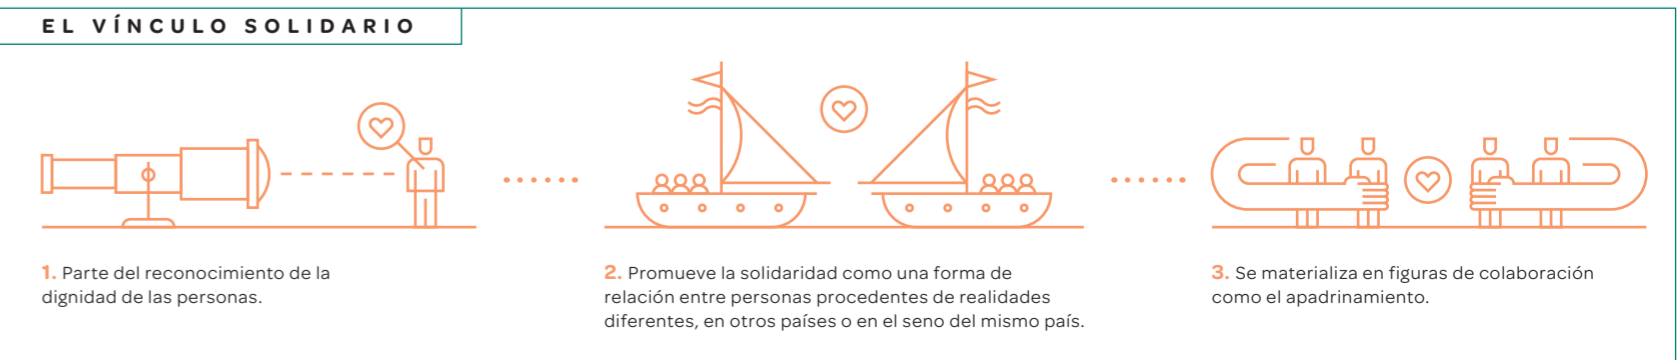 EL VÍNCULO SOLIDARIO
1. Parte del reconocimiento de la
dignidad de las personas.
2. Promueve la solidaridad como una forma de
relación entre personas procedentes de realidades
diferentes, en otros países o en el seno del mismo país.
3. Se materializa en figuras de colaboración
como el apadrinamiento.